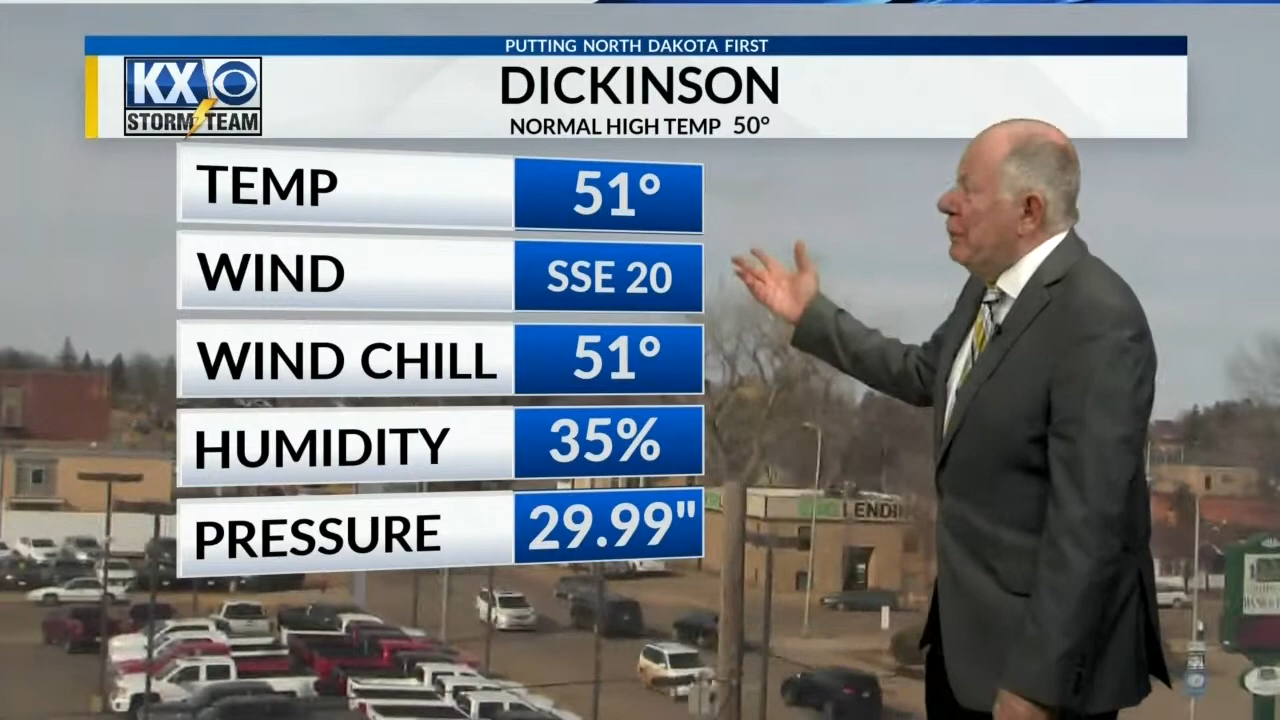 PUTTING NORTH DAKOTA FIRST
KX
STORM TEAM
DICKINSON
NORMAL HIGH TEMP 50°
TEMP 51°
WIND SSE 20
WIND CHILL 51°
HUMIDITY 35%
PRESSURE 29.99"
LENDING